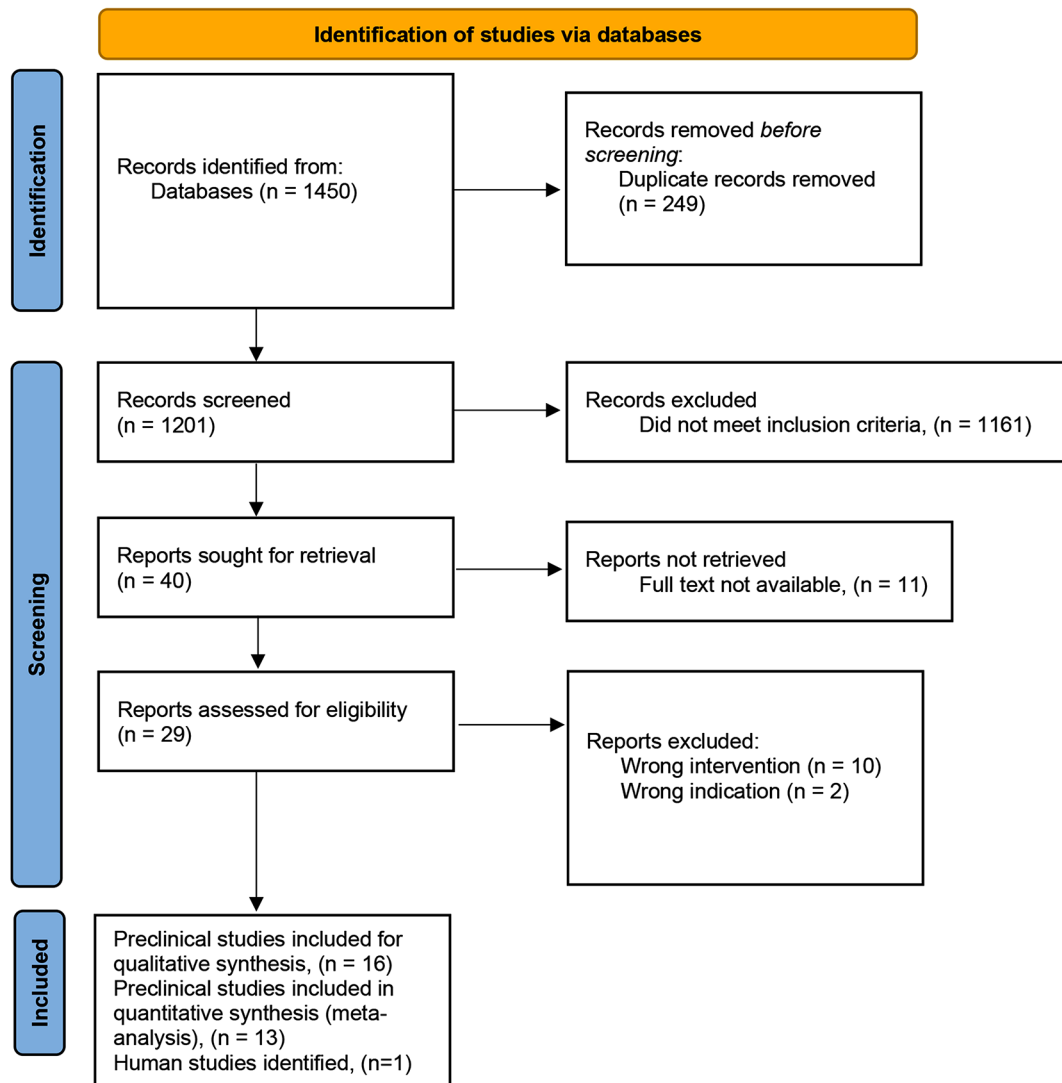 Identification of studies via databases
Identification
Records identified from:
Databases (n = 1450)
Records removed before
screening:
Duplicate records removed
(n = 249)
Screening
Records screened
(n = 1201)
Records excluded
Did not meet inclusion criteria, (n = 1161)
Reports sought for retrieval
(n = 40)
Reports not retrieved
Full text not available, (n = 11)
Reports assessed for eligibility
(n = 29)
Reports excluded:
Wrong intervention (n = 10)
Wrong indication (n = 2)
Included
Preclinical studies included for
qualitative synthesis, (n = 16)
Preclinical studies included in
quantitative synthesis (meta-
analysis), (n = 13)
Human studies identified, (n=1)